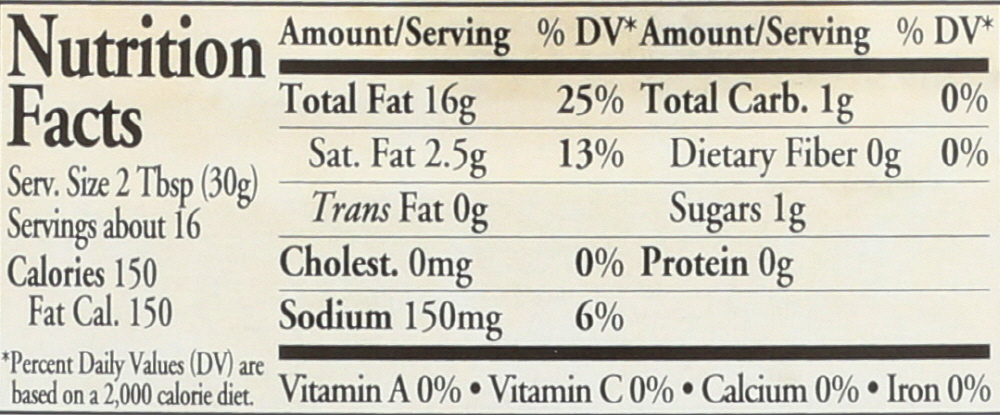 Nutrition
Facts
Serv. Size 2 Tbsp (30g)
Servings about 16
Calories 150
Fat Cal. 150
*Percent Daily Values (DV) are
based on a 2,000 calorie diet.
Amount/Serving % DV* Amount/Serving % DV*
Total Fat 16g 25% Total Carb. 1g 0%
Sat. Fat 2.5g 13% Dietary Fiber 0g 0%
Trans Fat 0g Sugars 1g
Cholest. 0mg 0% Protein 0g
Sodium 150mg 6%
Vitamin A 0% • Vitamin C 0% • Calcium 0% • Iron 0%